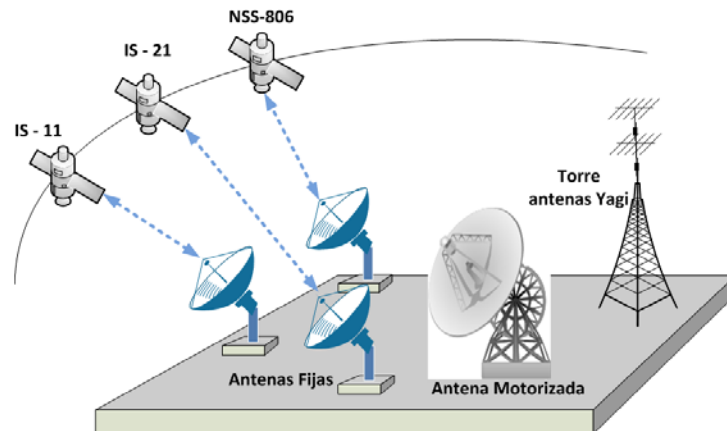 NSS-806
IS - 21
IS - 11
Torre
antenas Yagi
Antenas Fijas
Antena Motorizada